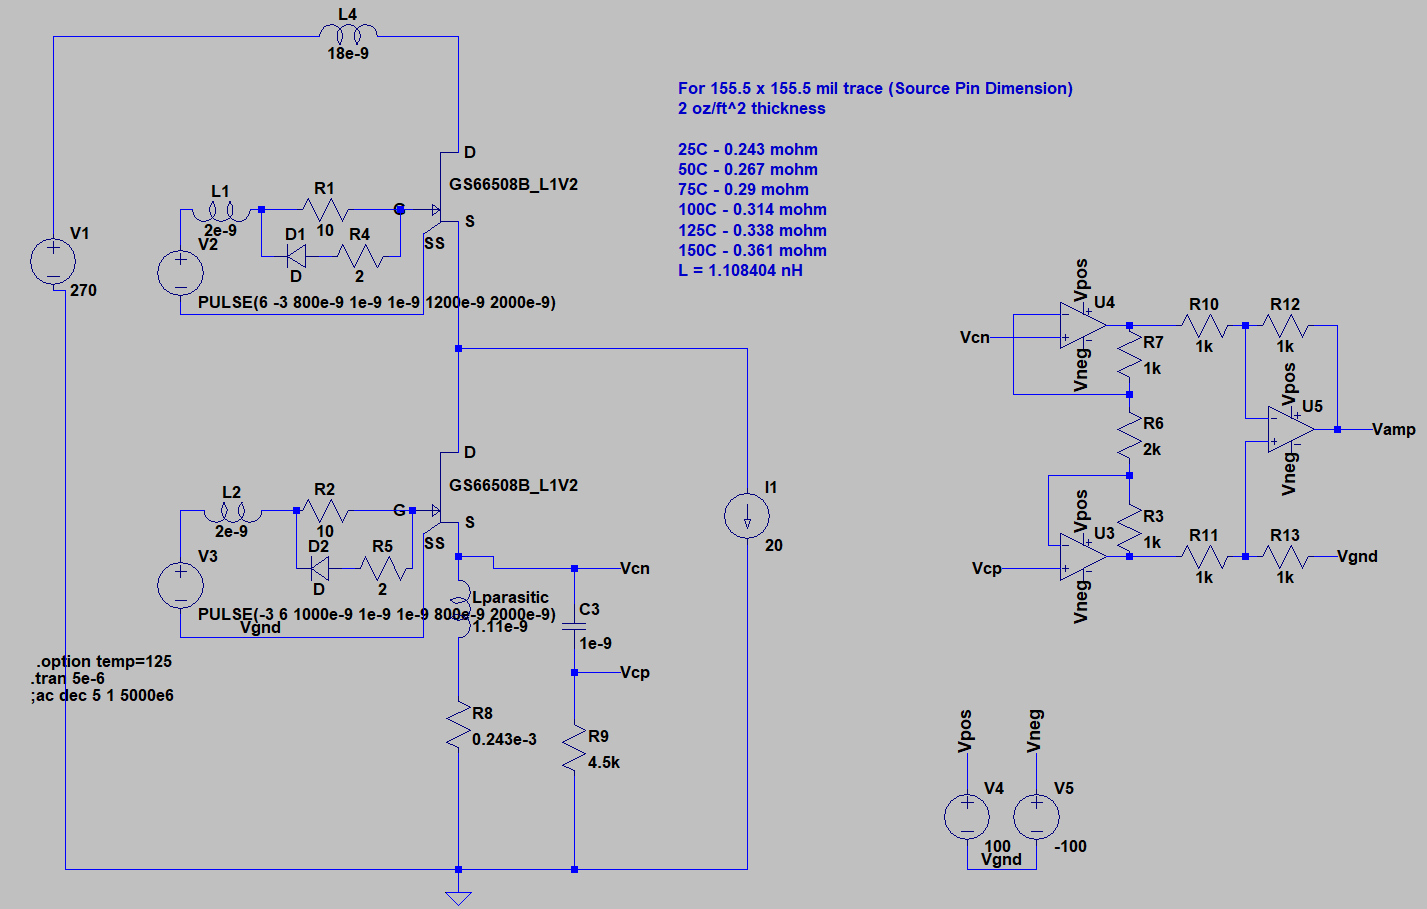 L4
18e-9
For 155.5 x 155.5 mil trace (Source Pin Dimension)
2 oz/ft^2 thickness
25C - 0.243 mohm
50C - 0.267 mohm
75C - 0.29 mohm
100C - 0.314 mohm
125C - 0.338 mohm
150C - 0.361 mohm
L = 1.108404 nH
D
GS66508B_L1V2
S
SS
G
L1
2e-9
R1
10
D1
D
R4
2
V1
270
V2
PULSE(6 -3 800e-9 1e-9 1e-9 1200e-9 2000e-9)
D
GS66508B_L1V2
S
SS
G
L2
2e-9
R2
10
D2
D
R5
2
V3
PULSE(-3 6 1000e-9 1e-9 1e-9 800e-9 2000e-9)
Vgnd
I1
20
Vcn
Lparasitic
1.11e-9
C3
1e-9
Vcp
R8
0.243e-3
R9
4.5k
.option temp=125
.tran 5e-6
;ac dec 5 1 5000e6
Vcn
Vpos
U4
Vneg
R10
1k
R12
1k
R7
1k
R6
2k
Vpos
U5
Vneg
Vamp
Vcp
Vpos
U3
Vneg
R3
1k
R11
1k
R13
1k
Vgnd
Vpos
Vneg
V4
100
V5
-100
Vgnd